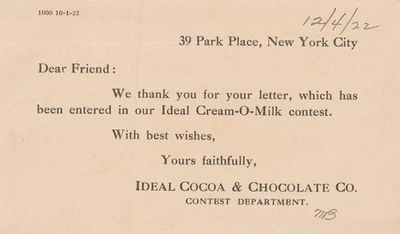 1000 10-1-22
12/4/22
39 Park Place, New York City
Dear Friend:
We thank you for your letter, which has
been entered in our Ideal Cream-O-Milk contest.
With best wishes,
Yours faithfully,
IDEAL COCOA & CHOCOLATE CO.
CONTEST DEPARTMENT.
MB